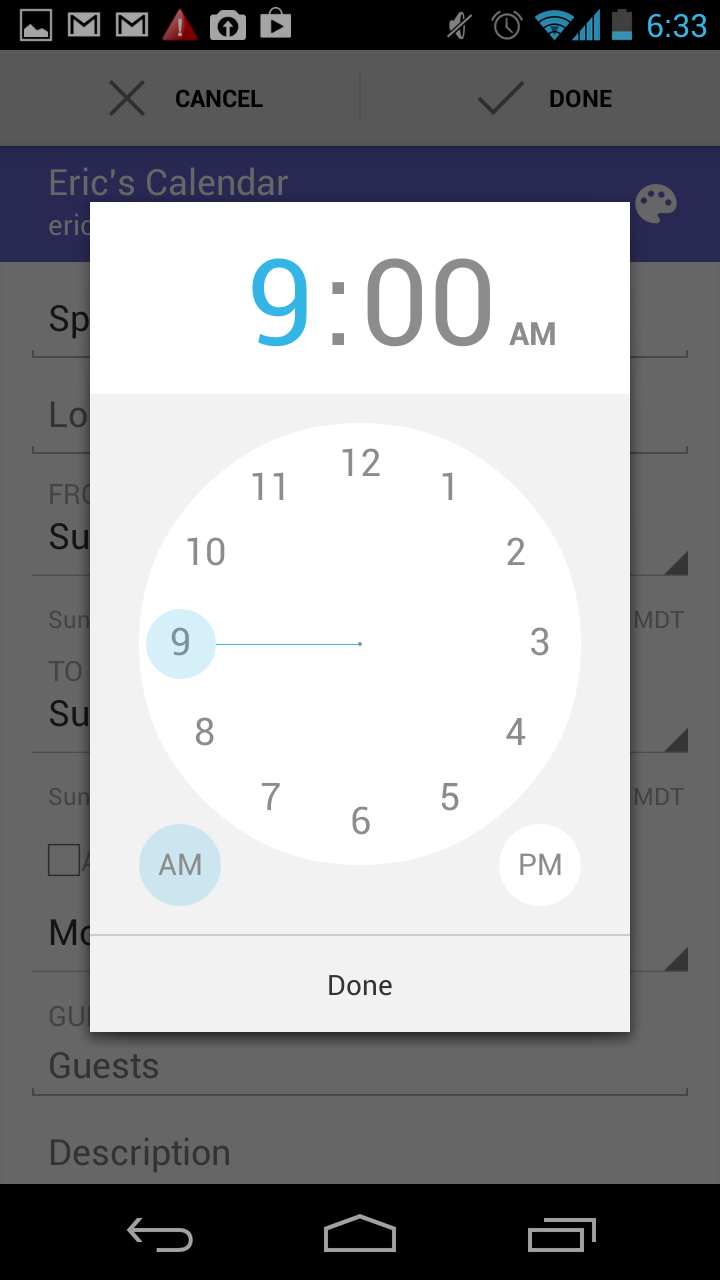 6:33
CANCEL
DONE
Eric's Calendar
eric
9:00 AM
Sp
Lo
12
11
1
10
2
9
3
8
4
7
5
6
FRO
Su
Sun
MDT
TO
Su
Sun
MDT
AM
PM
A
Mo
Done
GU
Guests
Description